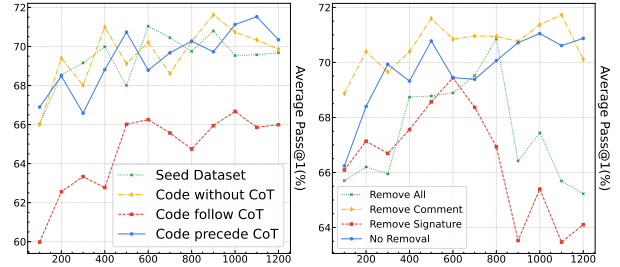 72
70
68
66
64
62
60
200 400 600 800 1000 1200
Average Pass@1(%)
Seed Dataset
Code without CoT
Code follow CoT
Code precede CoT
72
70
68
66
64
200 400 600 800 1000 1200
Average Pass@1(%)
Remove All
Remove Comment
Remove Signature
No Removal